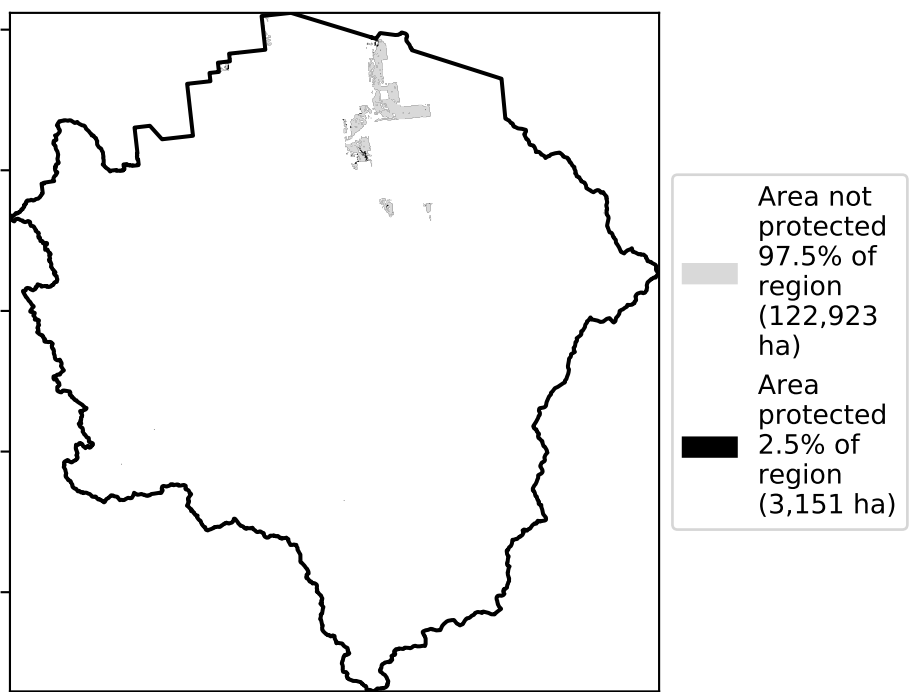 Area not
protected
97.5% of
region
(122,923
ha)
Area
protected
2.5% of
region
(3,151 ha)